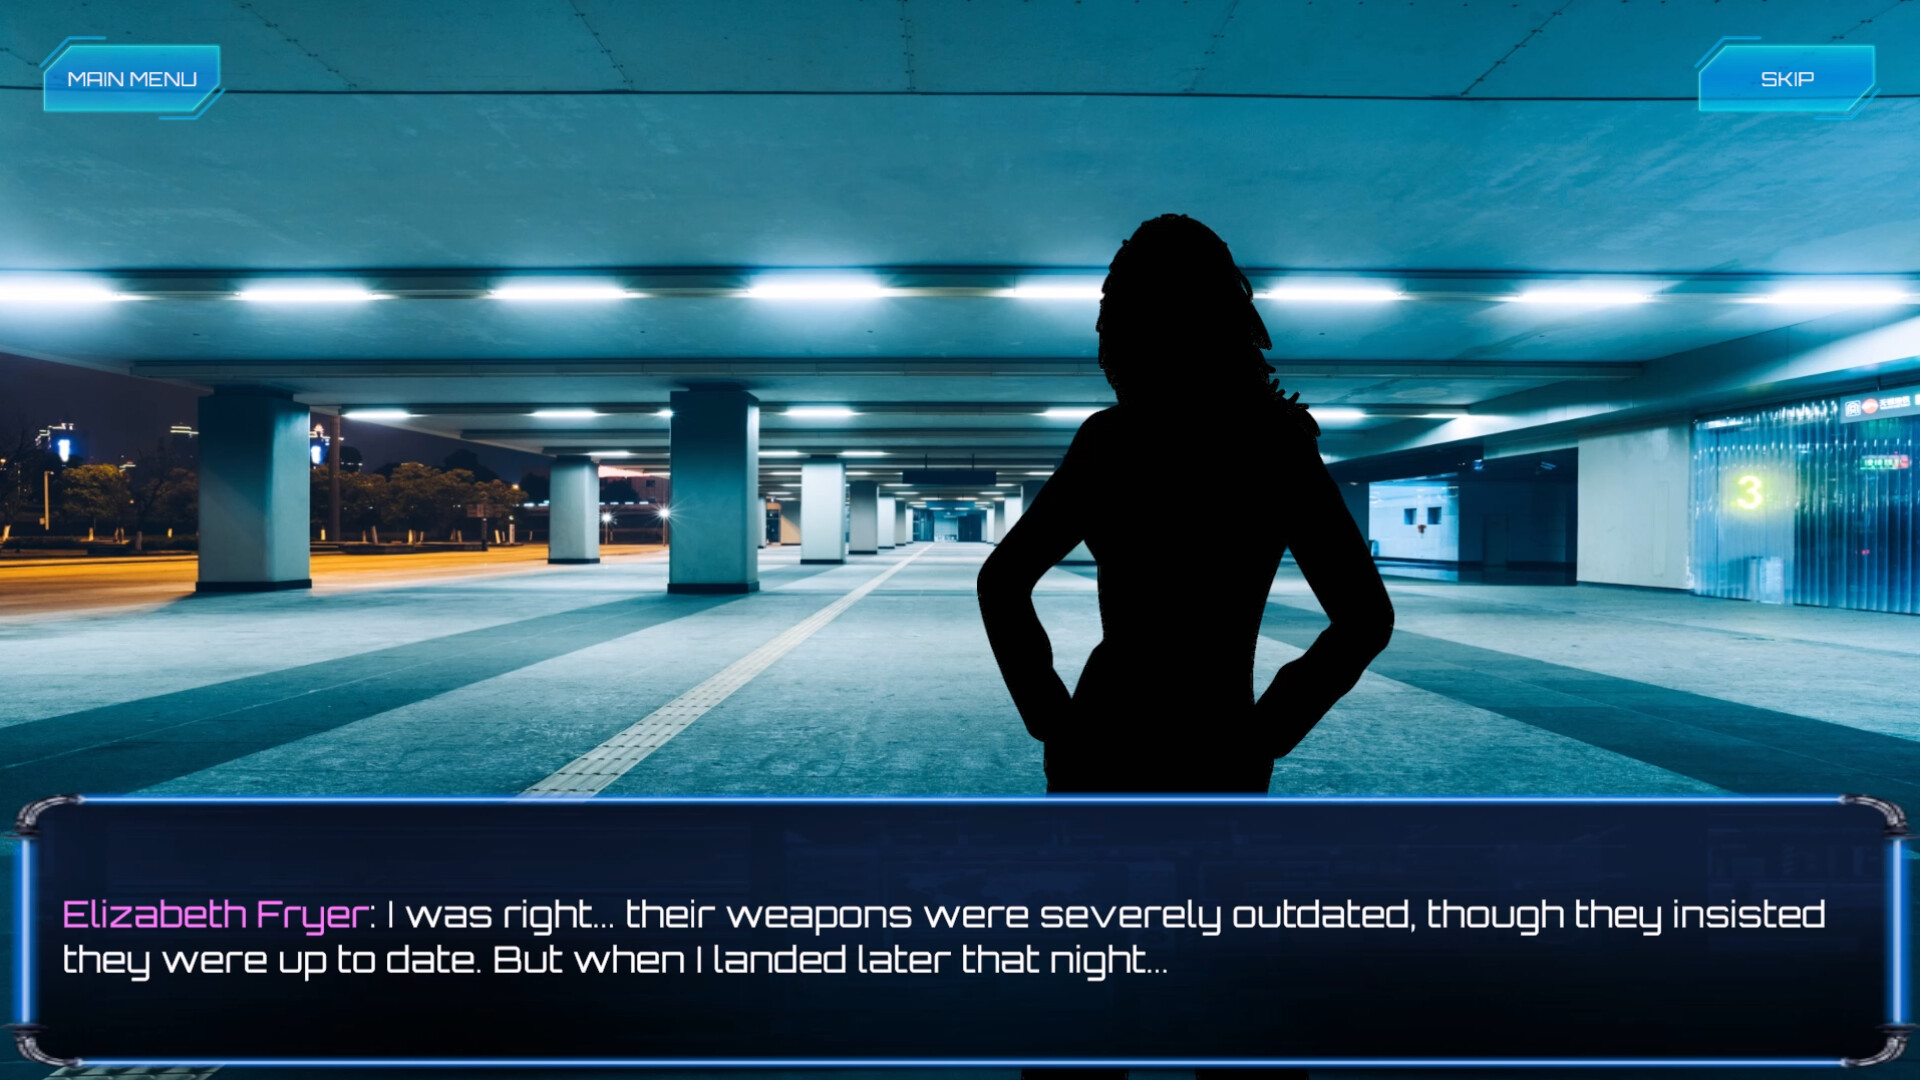 MAIN MENU
SKIP
3
Elizabeth Fryer: I was right... their weapons were severely outdated, though they insisted
they were up to date. But when I landed later that night...